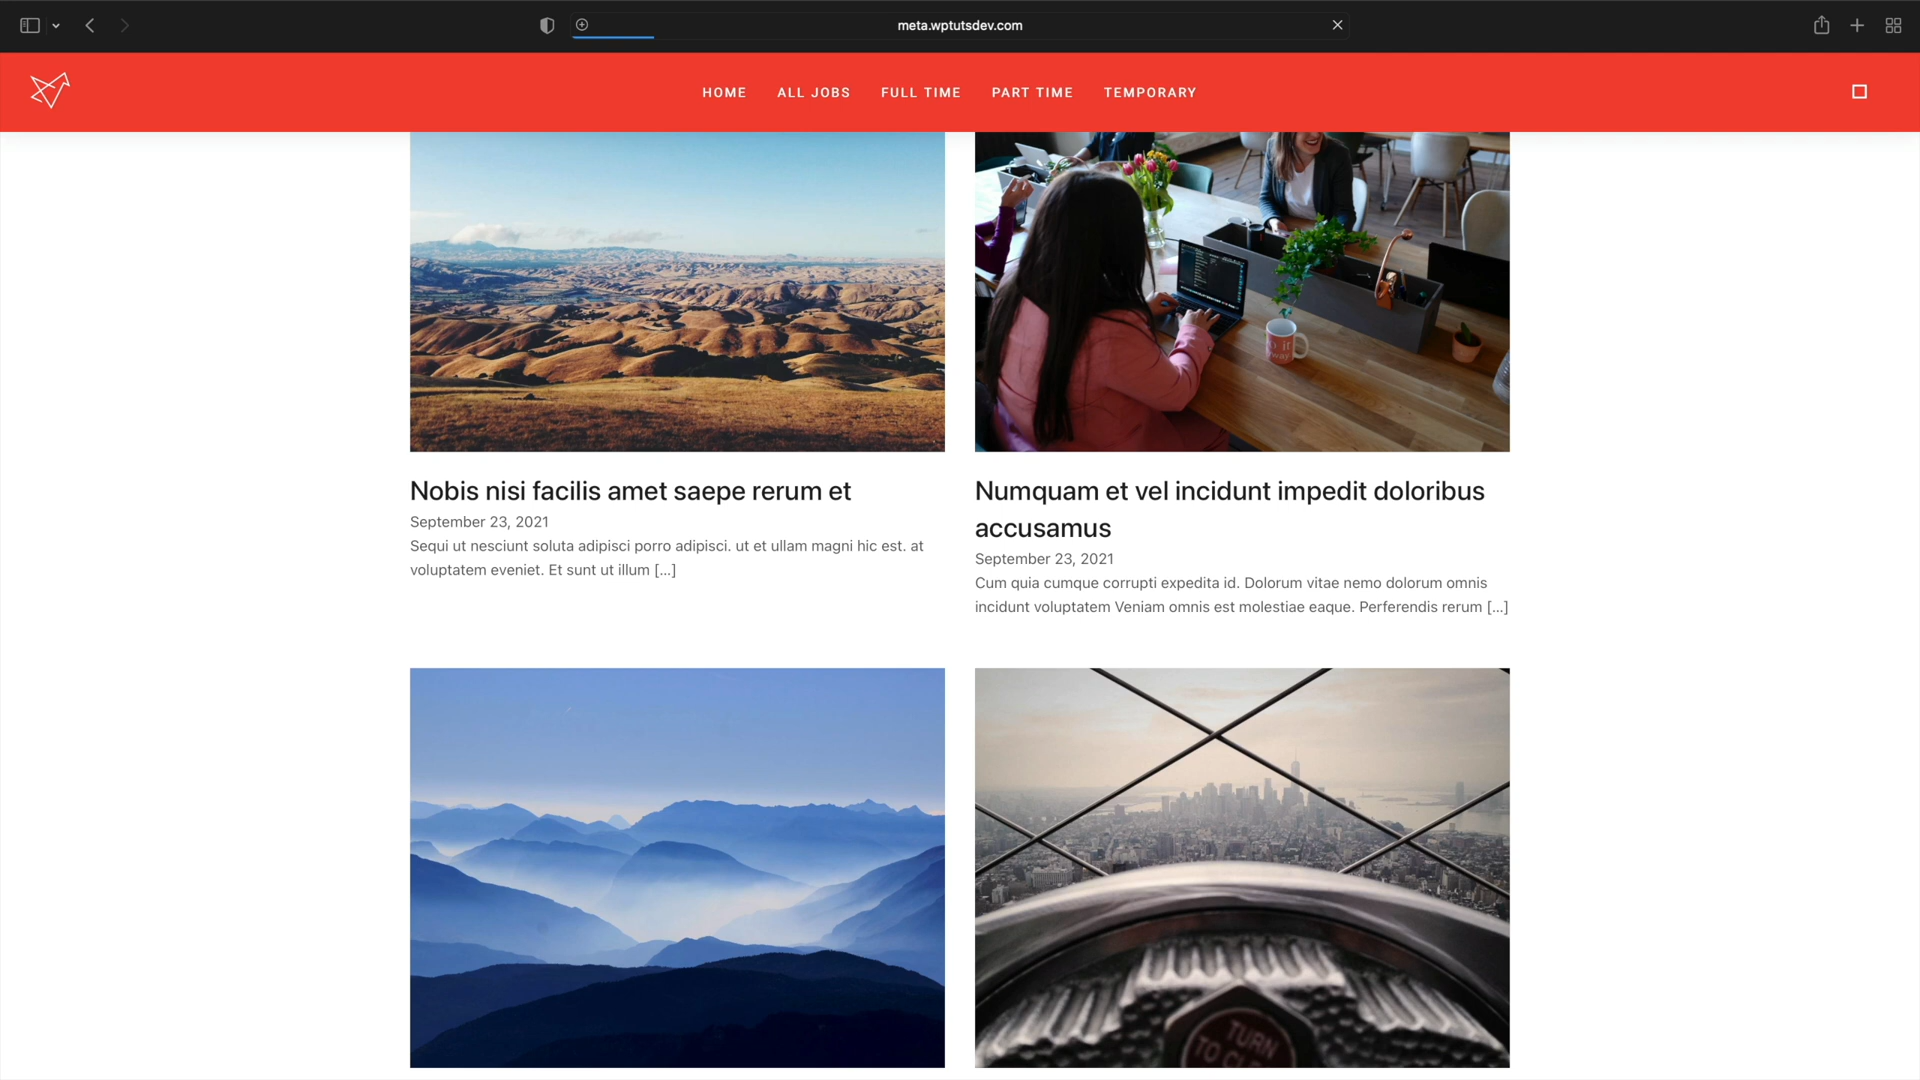 meta.wptutsdev.com
HOME ALL JOBS FULL TIME PART TIME TEMPORARY
Nobis nisi facilis amet saepe rerum et
September 23, 2021
Sequi ut nesciunt soluta adipisci porro adipisci. ut et ullam magni hic est. at
voluptatem eveniet. Et sunt ut illum [...]
Numquam et vel incidunt impedit doloribus
accusamus
September 23, 2021
Cum quia cumque corrupti expedita id. Dolorum vitae nemo dolorum omnis
incidunt voluptatem Veniam omnis est molestiae eaque. Perferendis rerum [...]
TURN